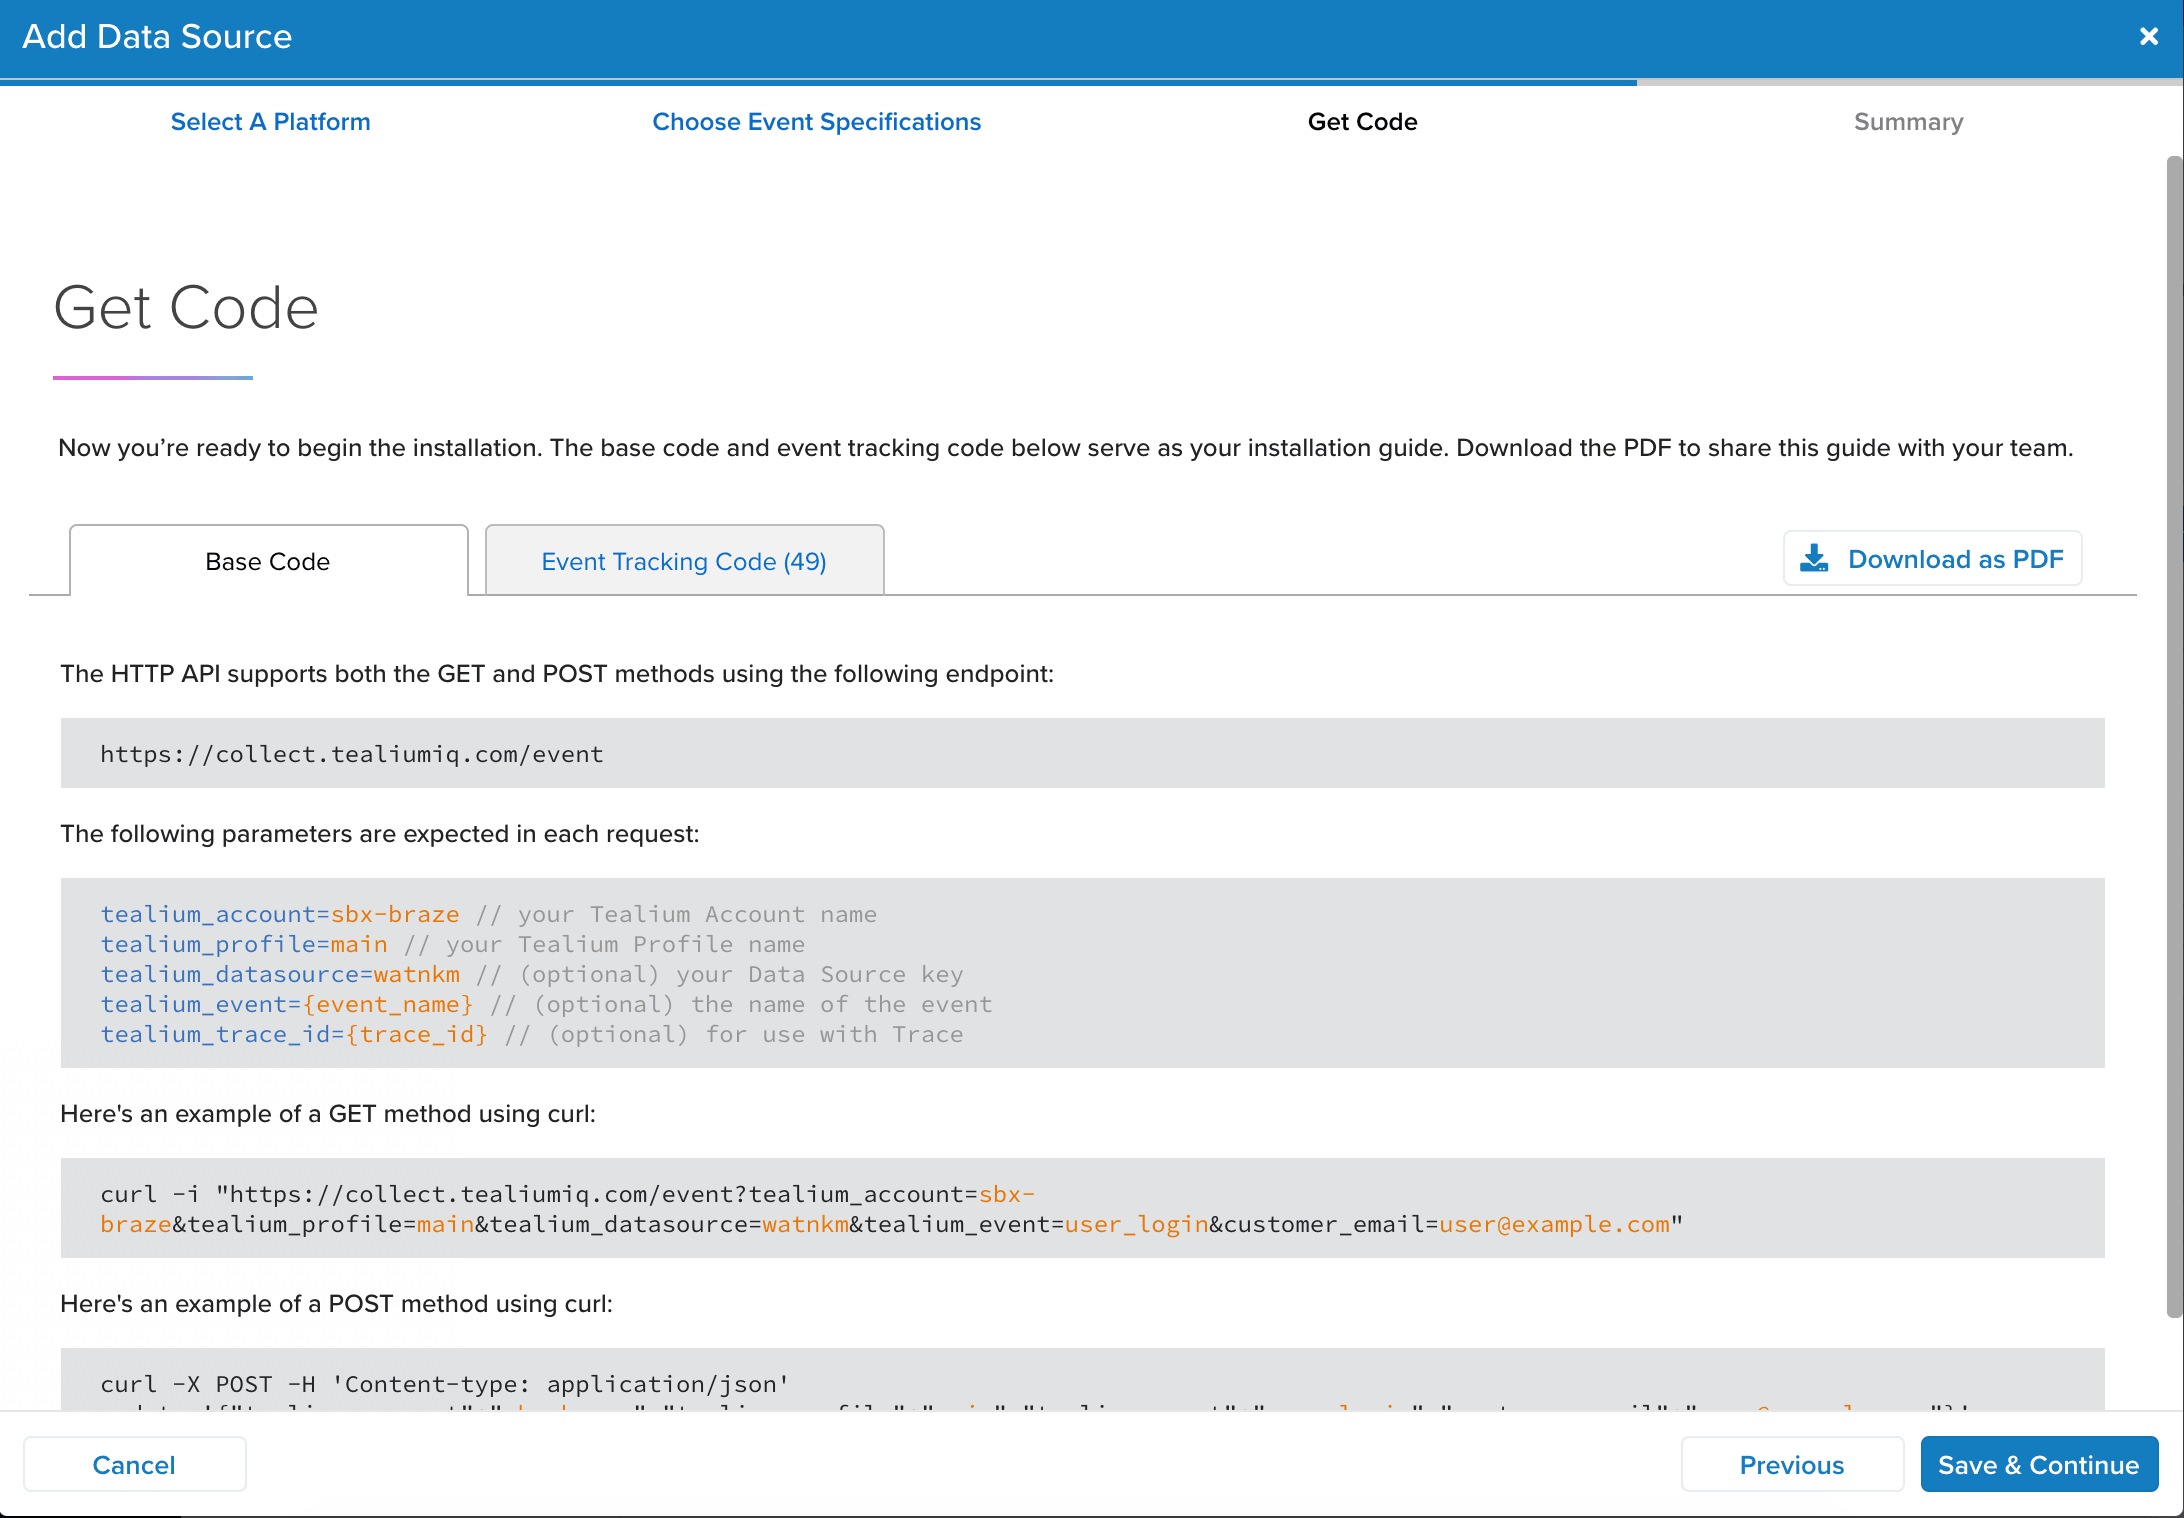 Add Data Source
Select A Platform
Choose Event Specifications
Get Code
Summary
Get Code
Now you’re ready to begin the installation. The base code and event tracking code below serve as your installation guide. Download the PDF to share this guide with your team.
Base Code
Event Tracking Code (49)
Download as PDF
The HTTP API supports both the GET and POST methods using the following endpoint:
https://collect.tealiumiq.com/event
The following parameters are expected in each request:
tealium_account=sbx-braze // your Tealium Account name
tealium_profile=main // your Tealium Profile name
tealium_datasource=watnkm // (optional) your Data Source key
tealium_event={event_name} // (optional) the name of the event
tealium_trace_id={trace_id} // (optional) for use with Trace
Here's an example of a GET method using curl:
curl -i "https://collect.tealiumiq.com/event?tealium_account=sbx-
braze&tealium_profile=main&tealium_datasource=watnkm&tealium_event=user_login&customer_email=user@example.com"
Here's an example of a POST method using curl:
curl -X POST -H 'Content-type: application/json'
Cancel
Previous
Save & Continue